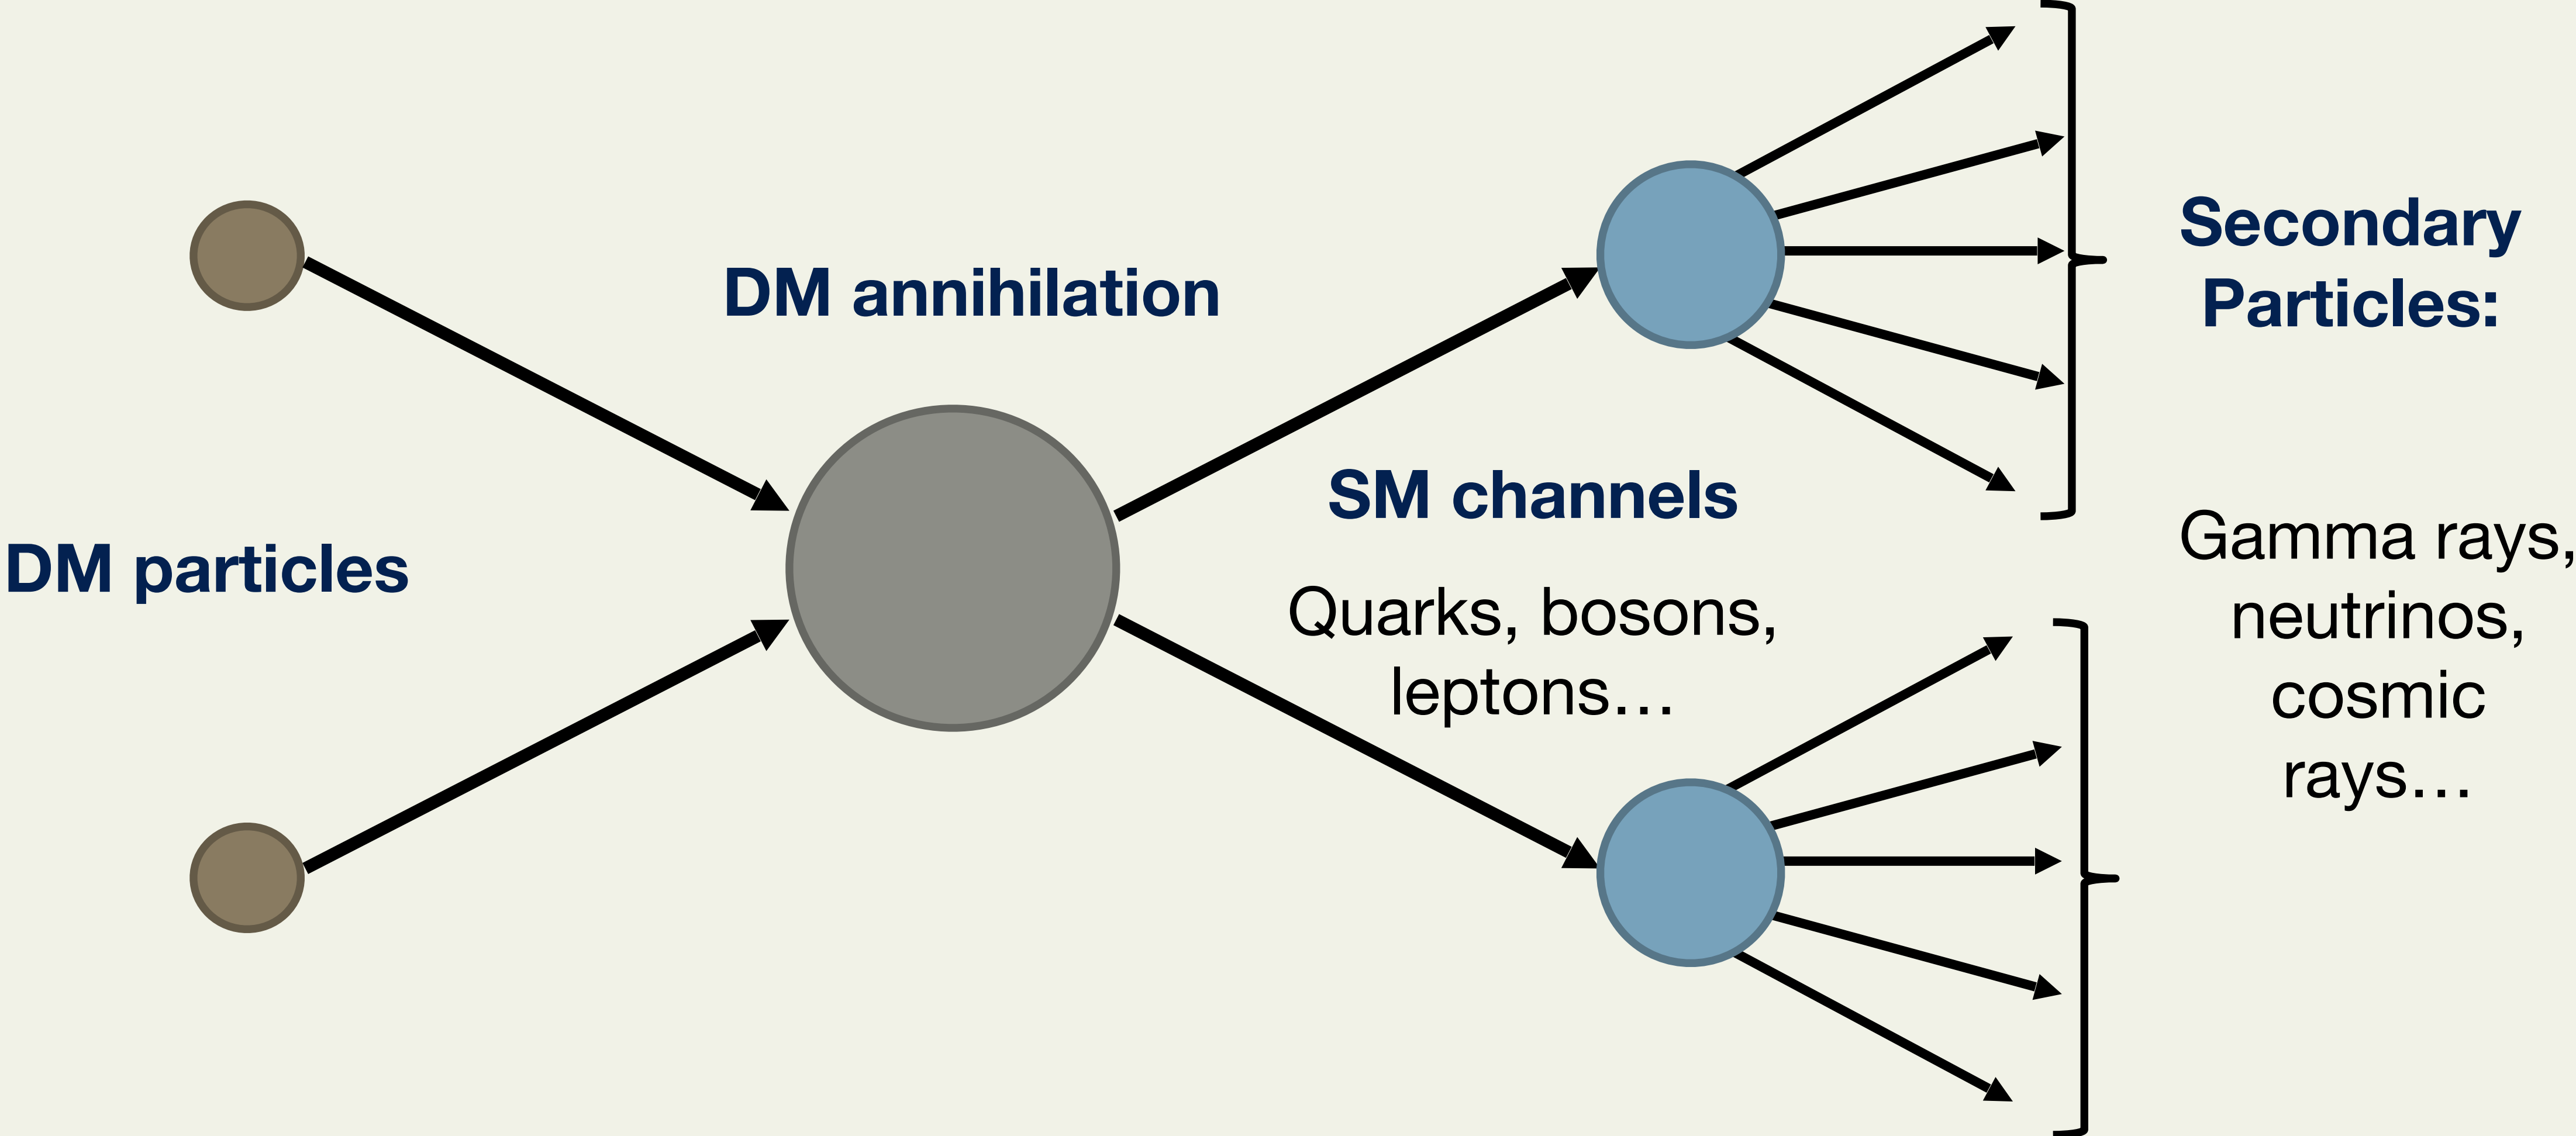 DM particles
DM annihilation
SM channels
Quarks, bosons,
leptons…
Secondary
Particles:
Gamma rays,
neutrinos,
cosmic
rays…